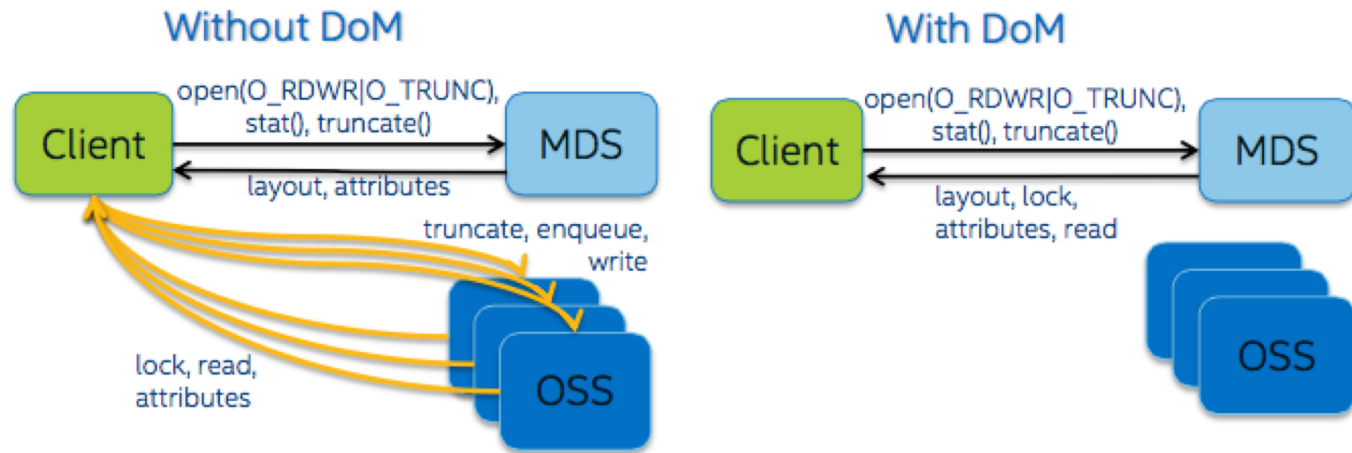 Without DoM
open(O_RDWR|O_TRUNC),
stat(), truncate()
Client
MDS
layout, attributes
truncate, enqueue,
write
lock, read,
attributes
OSS
With DoM
open(O_RDWR|O_TRUNC),
stat(), truncate()
Client
MDS
layout, lock,
attributes, read
OSS